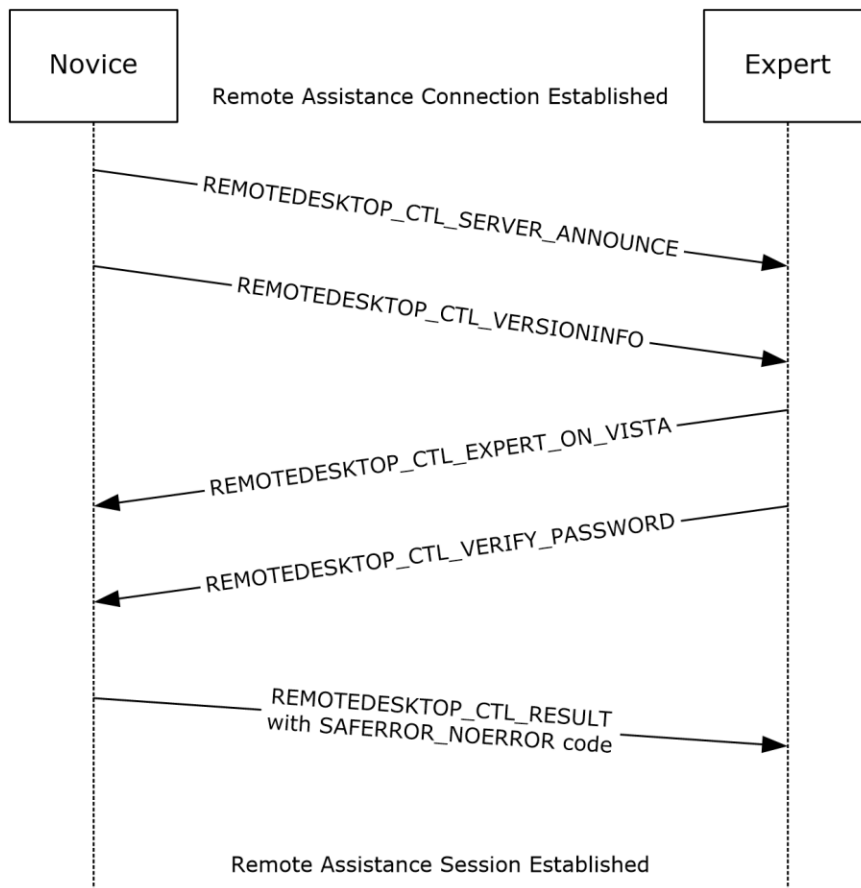 Novice
Expert
Remote Assistance Connection Established
REMOTEDESKTOP_CTL_SERVER_ANNOUNCE
REMOTEDESKTOP_CTL_VERSIONINFO
REMOTEDESKTOP_CTL_EXPERT_ON_VISTA
REMOTEDESKTOP_CTL_VERIFY_PASSWORD
REMOTEDESKTOP_CTL_RESULT
with SAFERROR_NOERROR code
Remote Assistance Session Established